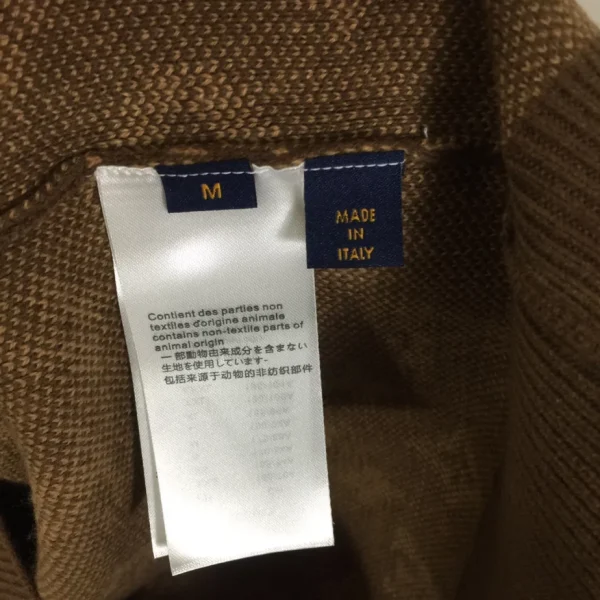 M
MADE
IN
ITALY
Contient des parties non
textiles d'origine animale
contains non-textile parts of
animal origin
一部動物由来成分を含まない
生地を使用しています-
包括来源于动物的非纺织部件